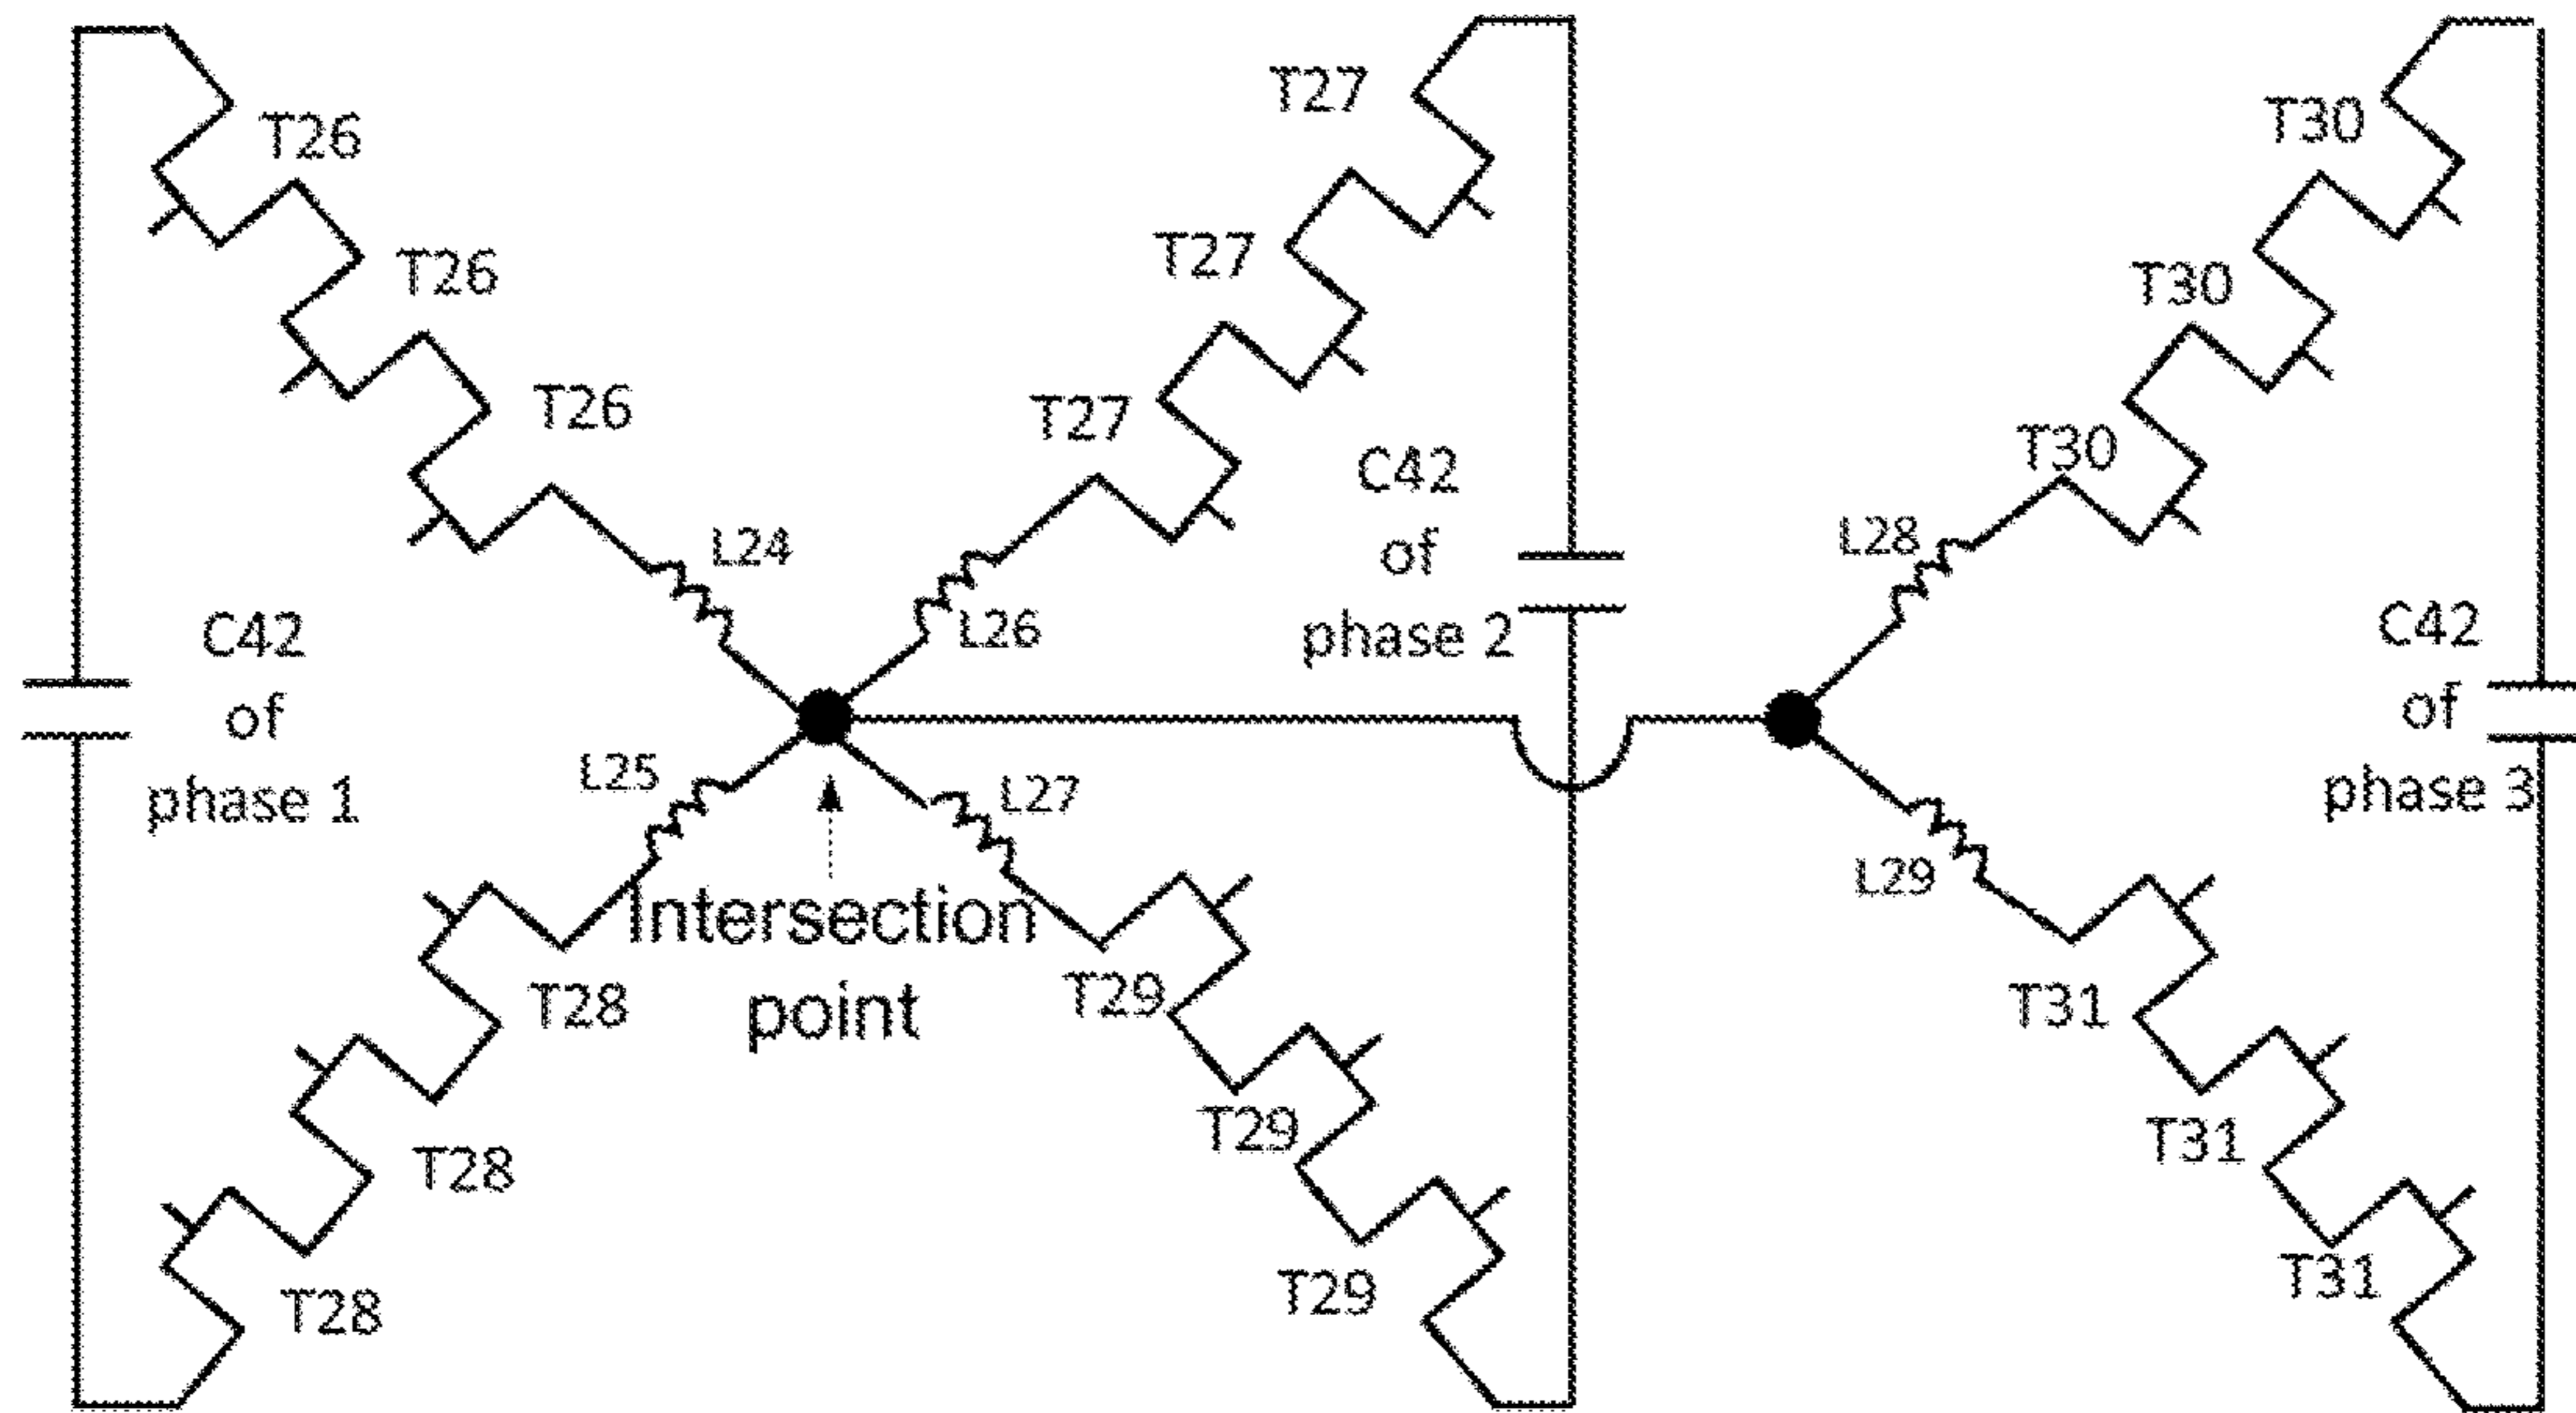 T26
T26
T26
L24
T27
T27
T27
L26
C42
of
phase 1
C42
of
phase 2
T30
T30
T30
L28
C42
of
phase 3
L25
L27
Intersection
point
T28
T28
T28
T29
T29
T29
L29
T31
T31
T31